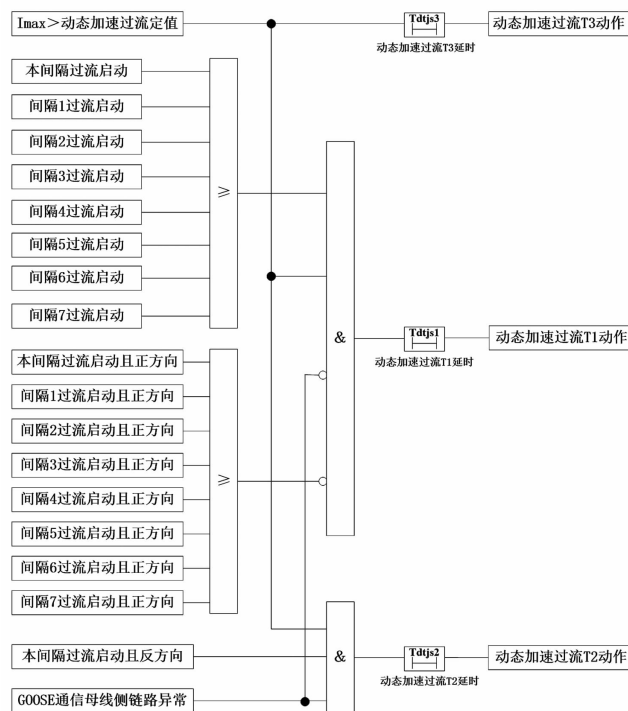 Imax＞动态加速过流定值
Tdtjs3
动态加速过流T3延时
动态加速过流T3动作
本间隔过流启动
间隔1过流启动
间隔2过流启动
间隔3过流启动
间隔4过流启动
间隔5过流启动
间隔6过流启动
间隔7过流启动
≥
&
Tdtjs1
动态加速过流T1延时
动态加速过流T1动作
本间隔过流启动且正方向
间隔1过流启动且正方向
间隔2过流启动且正方向
间隔3过流启动且正方向
间隔4过流启动且正方向
间隔5过流启动且正方向
间隔6过流启动且正方向
间隔7过流启动且正方向
≥
本间隔过流启动且反方向
GOOSE通信母线侧链路异常
&
Tdtjs2
动态加速过流T2延时
动态加速过流T2动作